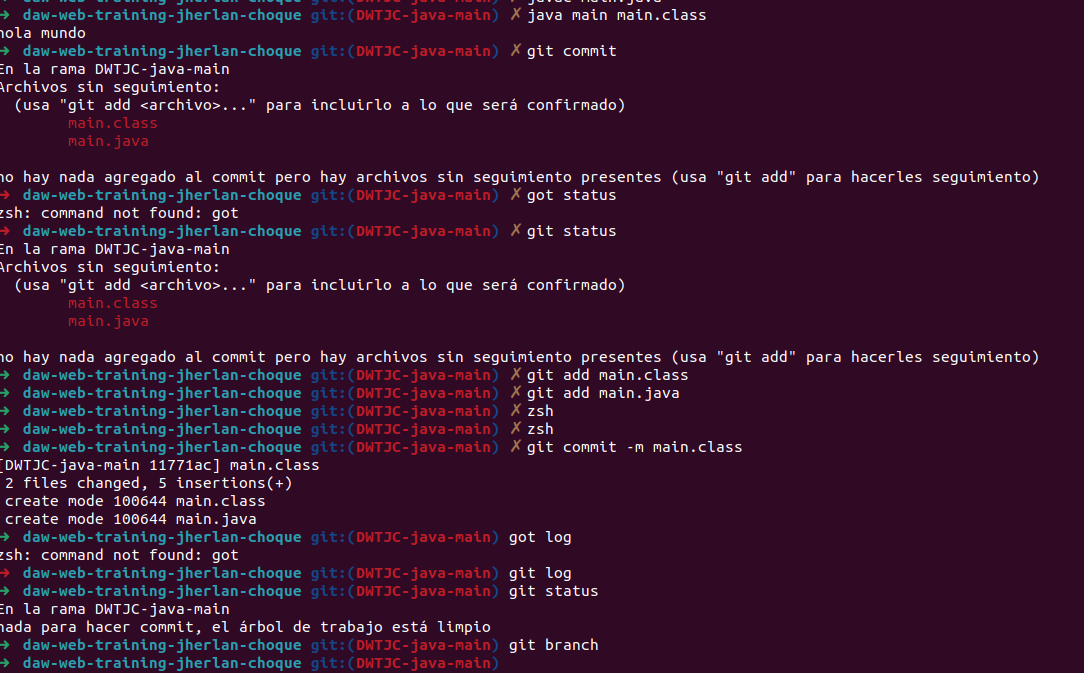 ➜ daw-web-training-jherlan-choque git:(DWTJC-java-main) ✗ java main main.class
hola mundo
➜ daw-web-training-jherlan-choque git:(DWTJC-java-main) ✗ git commit
En la rama DWTJC-java-main
Archivos sin seguimiento:
  (usa "git add <archivo>..." para incluirlo a lo que será confirmado)
        main.class
        main.java

no hay nada agregado al commit pero hay archivos sin seguimiento presentes (usa "git add" para hacerles seguimiento)
➜ daw-web-training-jherlan-choque git:(DWTJC-java-main) ✗ got status
zsh: command not found: got
➜ daw-web-training-jherlan-choque git:(DWTJC-java-main) ✗ git status
En la rama DWTJC-java-main
Archivos sin seguimiento:
  (usa "git add <archivo>..." para incluirlo a lo que será confirmado)
        main.class
        main.java

no hay nada agregado al commit pero hay archivos sin seguimiento presentes (usa "git add" para hacerles seguimiento)
➜ daw-web-training-jherlan-choque git:(DWTJC-java-main) ✗ git add main.class
➜ daw-web-training-jherlan-choque git:(DWTJC-java-main) ✗ git add main.java
➜ daw-web-training-jherlan-choque git:(DWTJC-java-main) ✗ zsh
➜ daw-web-training-jherlan-choque git:(DWTJC-java-main) ✗ zsh
➜ daw-web-training-jherlan-choque git:(DWTJC-java-main) ✗ git commit -m main.class
[DWTJC-java-main 11771ac] main.class
 2 files changed, 5 insertions(+)
 create mode 100644 main.class
 create mode 100644 main.java
➜ daw-web-training-jherlan-choque git:(DWTJC-java-main) got log
zsh: command not found: got
➜ daw-web-training-jherlan-choque git:(DWTJC-java-main) git log
➜ daw-web-training-jherlan-choque git:(DWTJC-java-main) git status
En la rama DWTJC-java-main
nada para hacer commit, el árbol de trabajo está limpio
➜ daw-web-training-jherlan-choque git:(DWTJC-java-main) git branch
➜ daw-web-training-jherlan-choque git:(DWTJC-java-main)